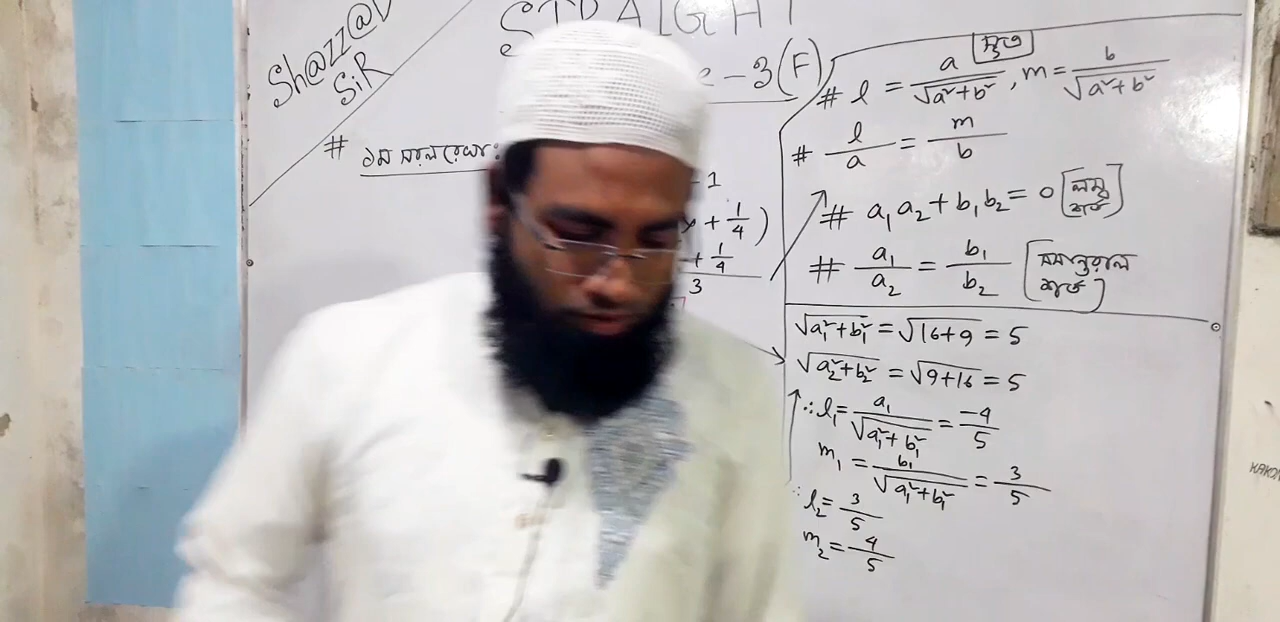 Sh@zz@D
SiR
STRAIGHT
- 3 (F)
# ১ম সরলরেখা:
- 1
x + 1/4 )
+ 1/4
3
সূত্র
# l = a/√a²+b² , m = b/√a²+b²
# l/a = m/b
# a₁a₂ + b₁b₂ = 0 [লম্ব শর্ত]
# a₁/a₂ = b₁/b₂ [সমান্তরাল শর্ত]
√a₁²+b₁² = √16+9 = 5
√a₂²+b₂² = √9+16 = 5
∴ l₁ = a₁/√a₁²+b₁² = -4/5
m₁ = b₁/√a₁²+b₁² = 3/5
∴ l₂ = 3/5
m₂ = 4/5